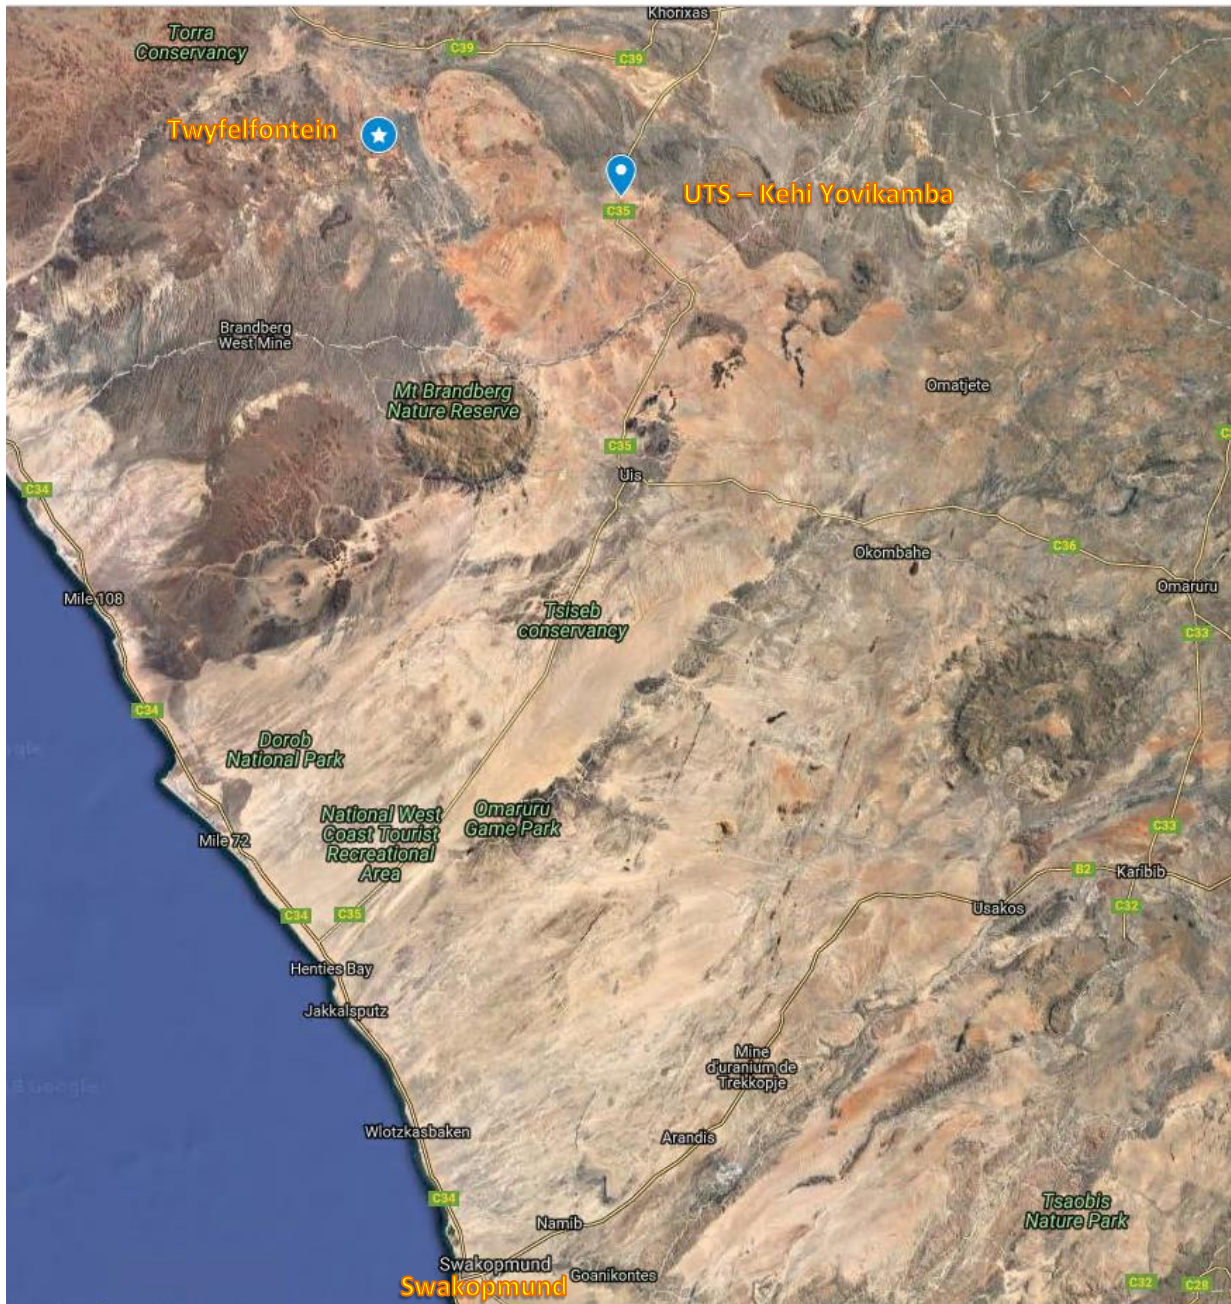 Khorixas
Torra
Conservancy
C39
C39
Twyfelfontein
UTS – Kehi Yovikamba
C35
Brandberg
West Mine
Mt Brandberg
Nature Reserve
Omatjete
C35
Uis
C34
C36
Okombahe
Omaruru
Mile 108
Tsiseb
conservancy
C33
C34
Dorob
National Park
National West
Coast Tourist
Recreational
Area
Omaruru
Game Park
Mile 72
C33
B2
Karibib
Usakos
C32
C34
C35
Henties Bay
Jakkalsputz
Mine
d'uranium de
Trekkopje
Wlotzkasbaken
Arandis
C34
Tsaobis
Nature Park
Namib
Swakopmund
Goanikontes
Swakopmund
C32
C28